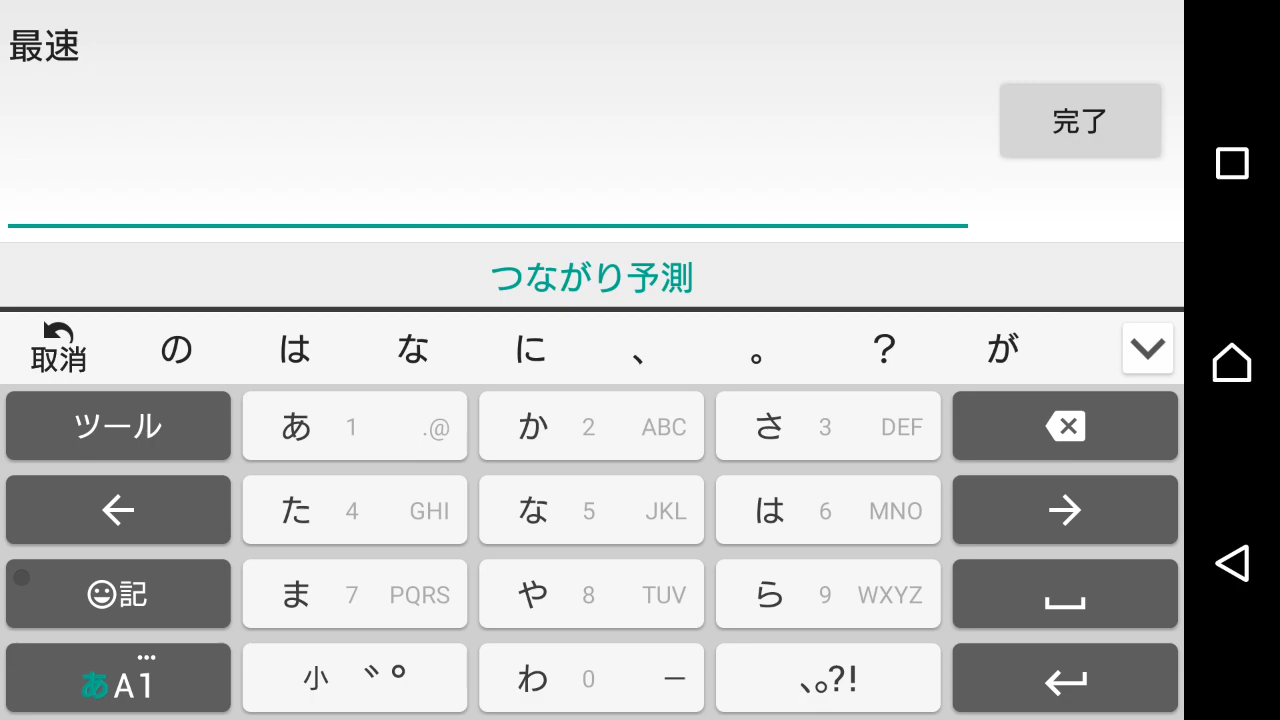 最速
完了
つながり予測
取消 の は な に 、 。 ? が
ツール あ 1 .@ か 2 ABC さ 3 DEF
た 4 GHI な 5 JKL は 6 MNO
記 ま 7 PQRS や 8 TUV ら 9 WXYZ
あA1 小 ゛゜ わ 0 ー 、。?!